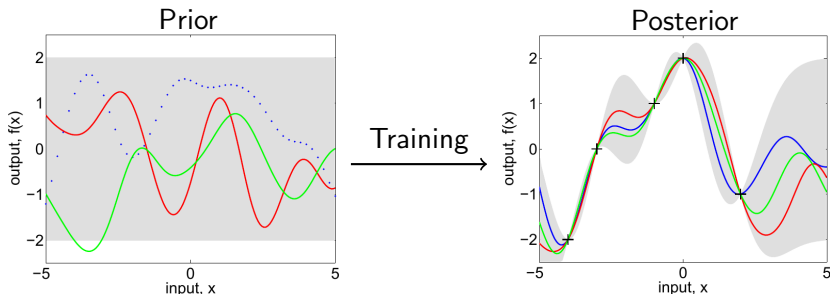 Prior
output, f(x)
2
1
0
−1
−2
−5
0
5
input, x
Training
Posterior
output, f(x)
2
1
0
−1
−2
−5
0
5
input, x